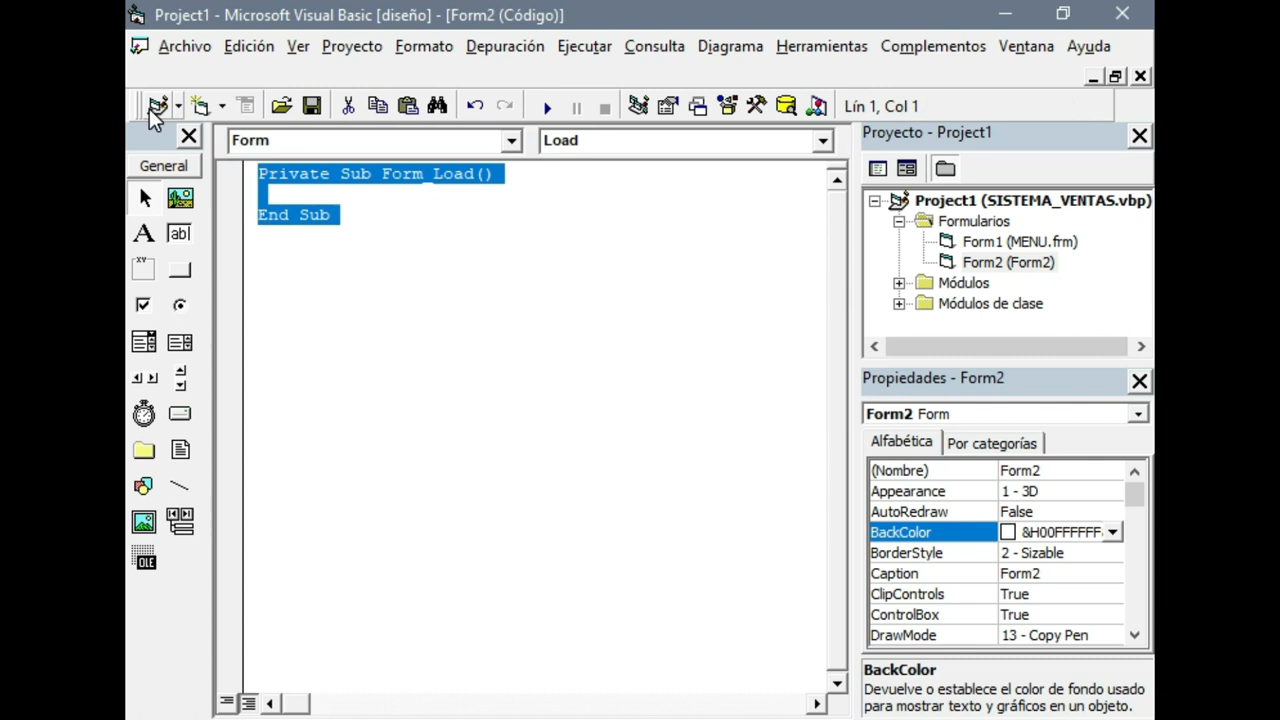 Project1 - Microsoft Visual Basic [diseño] - [Form2 (Código)]
Archivo Edición Ver Proyecto Formato Depuración Ejecutar Consulta Diagrama Herramientas Complementos Ventana Ayuda
Lín 1, Col 1
General
Form
Load
Private Sub Form_Load()
End Sub
A
ab
XY
OLE
Proyecto - Project1
Project1 (SISTEMA_VENTAS.vbp)
Formularios
Form1 (MENU.frm)
Form2 (Form2)
Módulos
Módulos de clase
Propiedades - Form2
Form2 Form
Alfabética Por categorías
(Nombre) Form2
Appearance 1 - 3D
AutoRedraw False
BackColor &H00FFFFFF
BorderStyle 2 - Sizable
Caption Form2
ClipControls True
ControlBox True
DrawMode 13 - Copy Pen
BackColor
Devuelve o establece el color de fondo usado
para mostrar texto y gráficos en un objeto.